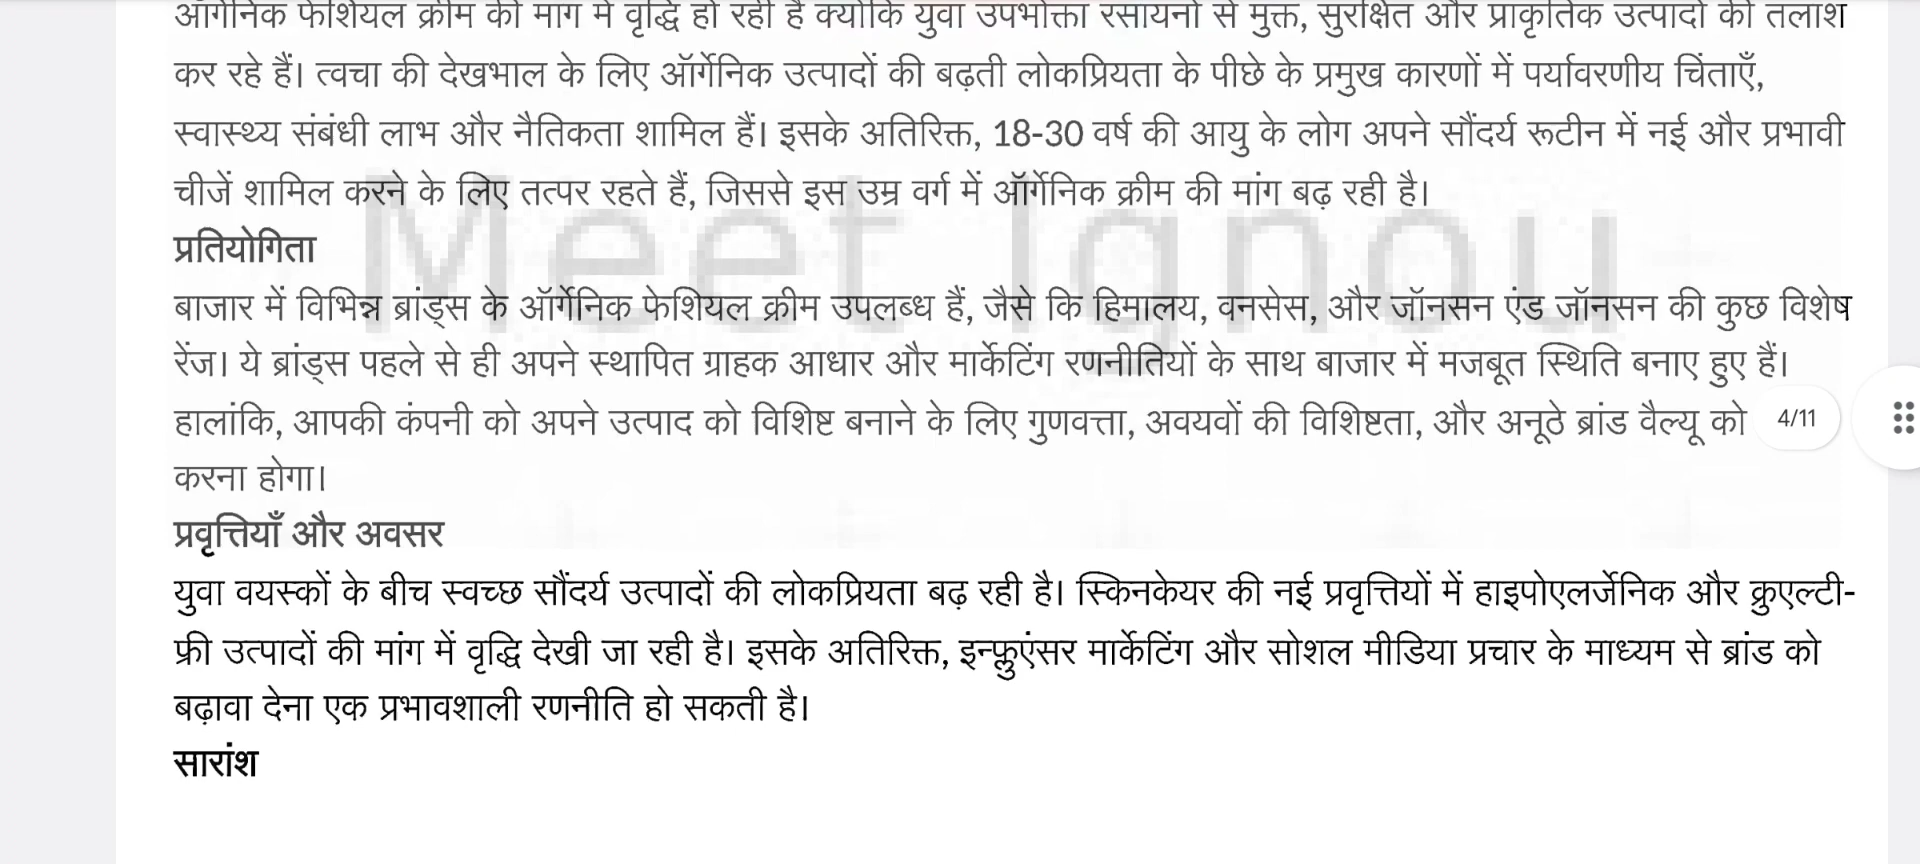 ऑर्गेनिक फेशियल क्रीम की मांग में वृद्धि हो रही है क्योंकि युवा उपभोक्ता रसायनों से मुक्त, सुरक्षित और प्राकृतिक उत्पादों की तलाश
कर रहे हैं। त्वचा की देखभाल के लिए ऑर्गेनिक उत्पादों की बढ़ती लोकप्रियता के पीछे के प्रमुख कारणों में पर्यावरणीय चिंताएँ,
स्वास्थ्य संबंधी लाभ और नैतिकता शामिल हैं। इसके अतिरिक्त, 18-30 वर्ष की आयु के लोग अपने सौंदर्य रूटीन में नई और प्रभावी
चीजें शामिल करने के लिए तत्पर रहते हैं, जिससे इस उम्र वर्ग में ऑर्गेनिक क्रीम की मांग बढ़ रही है।
Meet Ignou
प्रतियोगिता
बाजार में विभिन्न ब्रांड्स के ऑर्गेनिक फेशियल क्रीम उपलब्ध हैं, जैसे कि हिमालय, वनसेस, और जॉनसन एंड जॉनसन की कुछ विशेष
रेंज। ये ब्रांड्स पहले से ही अपने स्थापित ग्राहक आधार और मार्केटिंग रणनीतियों के साथ बाजार में मजबूत स्थिति बनाए हुए हैं।
हालांकि, आपकी कंपनी को अपने उत्पाद को विशिष्ट बनाने के लिए गुणवत्ता, अवयवों की विशिष्टता, और अनूठे ब्रांड वैल्यू को
4/11
करना होगा।
प्रवृत्तियाँ और अवसर
युवा वयस्कों के बीच स्वच्छ सौंदर्य उत्पादों की लोकप्रियता बढ़ रही है। स्किनकेयर की नई प्रवृत्तियों में हाइपोएलर्जेनिक और क्रुएल्टी-
फ्री उत्पादों की मांग में वृद्धि देखी जा रही है। इसके अतिरिक्त, इन्फ्लुएंसर मार्केटिंग और सोशल मीडिया प्रचार के माध्यम से ब्रांड को
बढ़ावा देना एक प्रभावशाली रणनीति हो सकती है।
सारांश